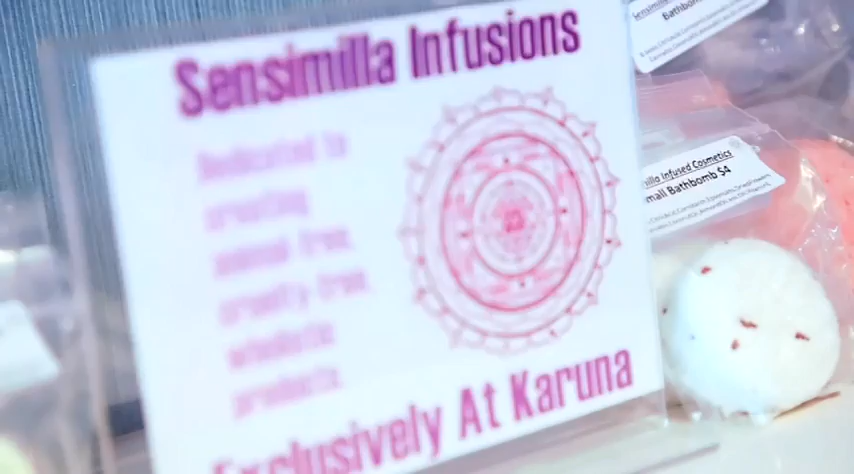 Sensimilla Infusions
Dedicated to
creating
animal free,
cruelty-free,
wholistic
products.
Exclusively At Karuna
Bathbomb
Infused Cosmetics
Small Bathbomb $4